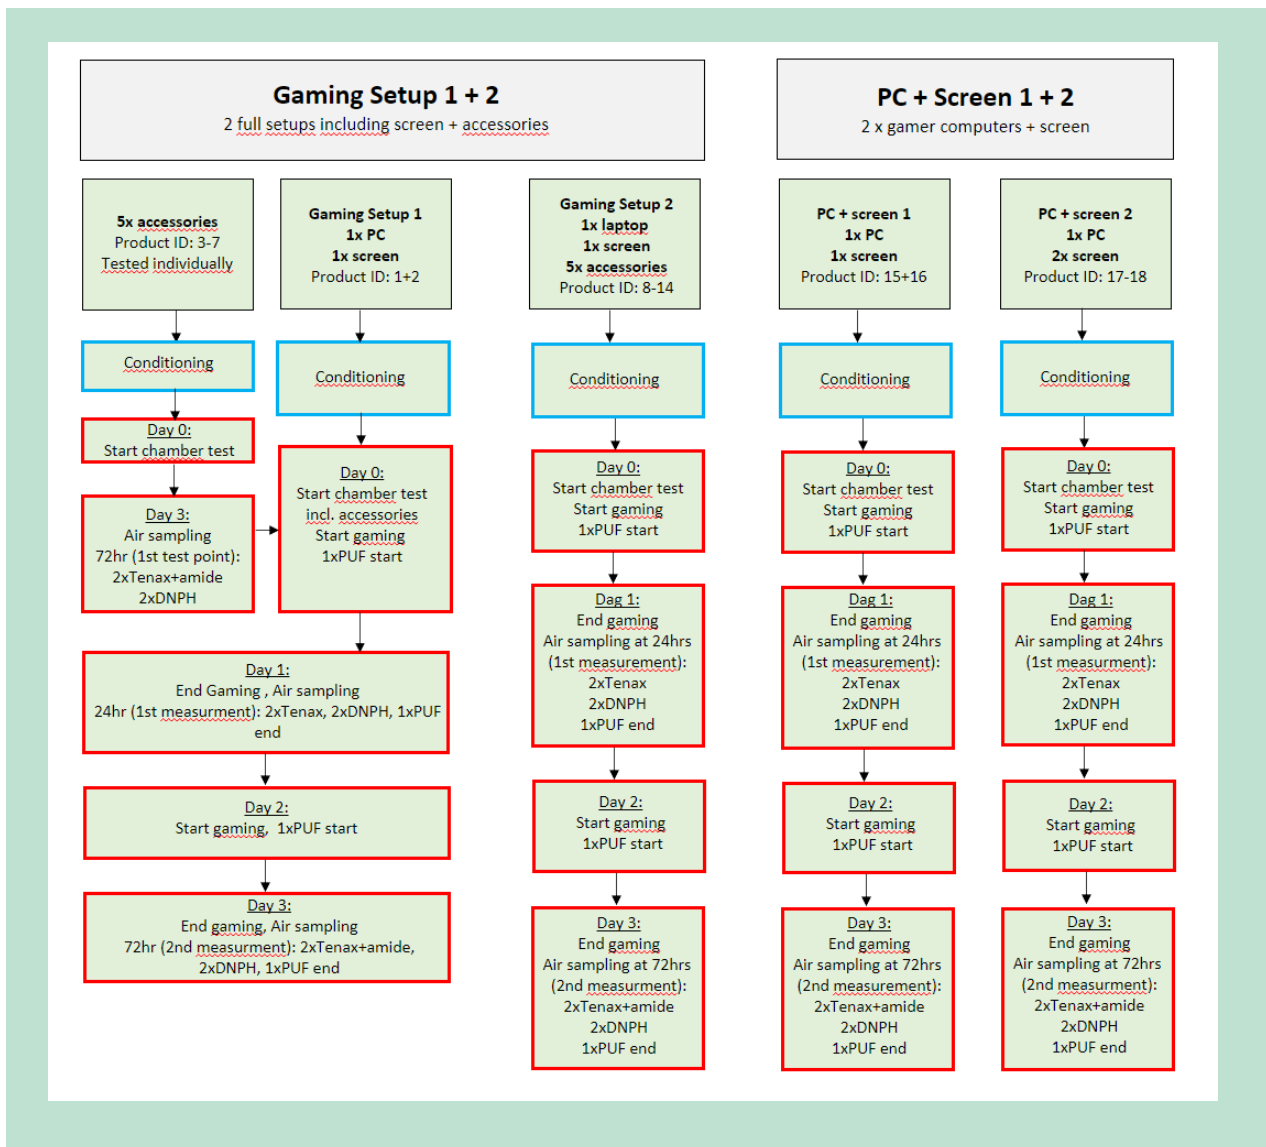 Gaming Setup 1 + 2
2 full setups including screen + accessories
PC + Screen 1 + 2
2 x gamer computers + screen
5x accessories
Product ID: 3-7
Tested individually
Gaming Setup 1
1x PC
1x screen
Product ID: 1+2
Gaming Setup 2
1x laptop
1x screen
5x accessories
Product ID: 8-14
PC + screen 1
1x PC
1x screen
Product ID: 15+16
PC + screen 2
1x PC
2x screen
Product ID: 17-18
Conditioning
Conditioning
Conditioning
Conditioning
Conditioning
Day 0:
Start chamber test
Day 3:
Air sampling
72hr (1st test point):
2xTenax+amide
2xDNPH
Day 0:
Start chamber test
incl. accessories
Start gaming
1xPUF start
Day 1:
End Gaming , Air sampling
24hr (1st measurment): 2xTenax, 2xDNPH, 1xPUF
end
Day 2:
Start gaming,  1xPUF start
Day 3:
End gaming, Air sampling
72hr (2nd measurment): 2xTenax+amide,
2xDNPH, 1xPUF end
Day 0:
Start chamber test
Start gaming
1xPUF start
Dag 1:
End gaming
Air sampling at 24hrs
(1st measurement):
2xTenax
2xDNPH
1xPUF end
Day 2:
Start gaming
1xPUF start
Day 3:
End gaming
Air sampling at 72hrs
(2nd measurment):
2xTenax+amide
2xDNPH
1xPUF end
Day 0:
Start chamber test
Start gaming
1xPUF start
Dag 1:
End gaming
Air sampling at 24hrs
(1st measurement):
2xTenax
2xDNPH
1xPUF end
Day 2:
Start gaming
1xPUF start
Day 3:
End gaming
Air sampling at 72hrs
(2nd measurement):
2xTenax+amide
2xDNPH
1xPUF end
Day 0:
Start chamber test
Start gaming
1xPUF start
Dag 1:
End gaming
Air sampling at 24hrs
(1st measurement):
2xTenax
2xDNPH
1xPUF end
Day 2:
Start gaming
1xPUF start
Day 3:
End gaming
Air sampling at 72hrs
(2nd measurment):
2xTenax+amide
2xDNPH
1xPUF end